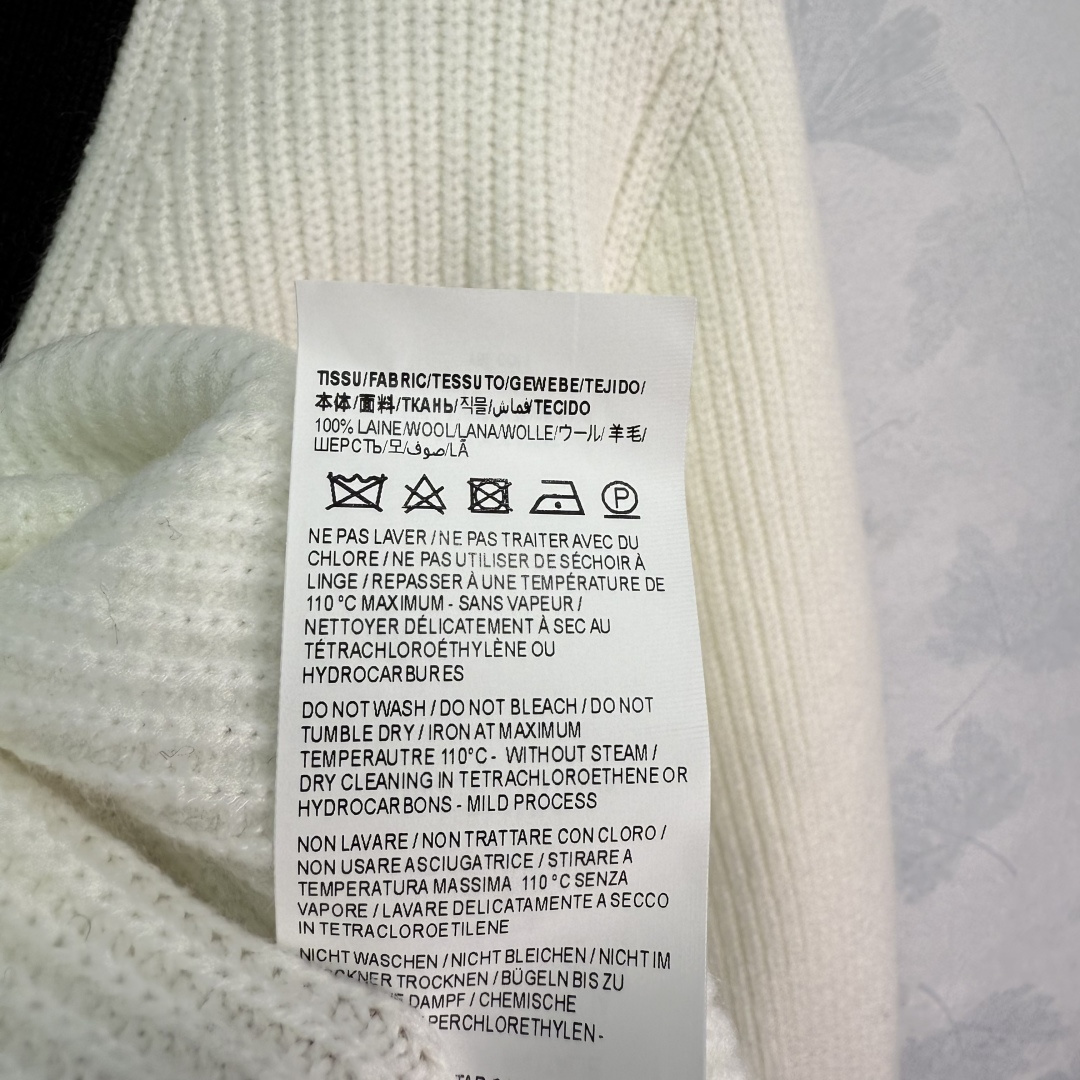 TISSU/FABRIC/TESSUTO/GEWEBE/TEJIDO/
本体/面料/ТКАНЬ/직물/قماش/TECIDO
100% LAINE/WOOL/LANA/WOLLE/ウール/羊毛/
ШЕРСТЬ/모/صوف/LÃ
P
NE PAS LAVER / NE PAS TRAITER AVEC DU
CHLORE / NE PAS UTILISER DE SÉCHOIR À
LINGE / REPASSER À UNE TEMPÉRATURE DE
110 °C MAXIMUM - SANS VAPEUR /
NETTOYER DÉLICATEMENT À SEC AU
TÉTRACHLOROÉTHYLÈNE OU
HYDROCARBURES
DO NOT WASH / DO NOT BLEACH / DO NOT
TUMBLE DRY / IRON AT MAXIMUM
TEMPERAUTRE 110°C - WITHOUT STEAM /
DRY CLEANING IN TETRACHLOROETHENE OR
HYDROCARBONS - MILD PROCESS
NON LAVARE / NON TRATTARE CON CLORO /
NON USARE ASCIUGATRICE / STIRARE A
TEMPERATURA MASSIMA 110 °C SENZA
VAPORE / LAVARE DELICATAMENTE A SECCO
IN TETRACLOROETILENE
NICHT WASCHEN / NICHT BLEICHEN / NICHT IM
TROCKNEN / BÜGELN BIS ZU
DAMPF / CHEMISCHE
PERCHLORETHYLEN-